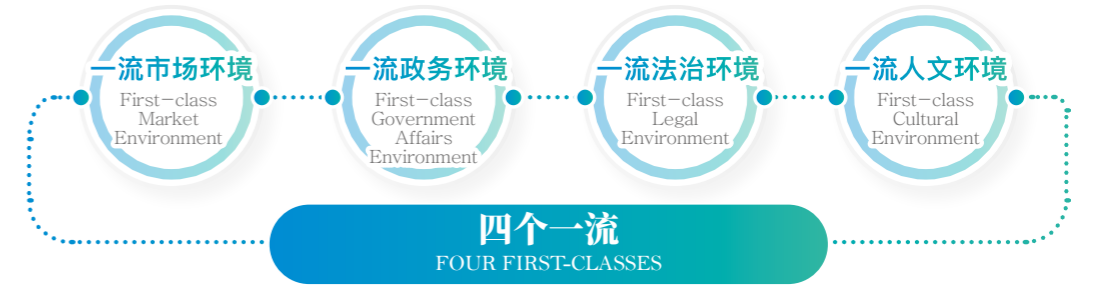 一流市场环境
First-class
Market
Environment
一流政务环境
First-class
Government
Affairs
Environment
一流法治环境
First-class
Legal
Environment
一流人文环境
First-class
Cultural
Environment
四个一流
FOUR FIRST-CLASSES